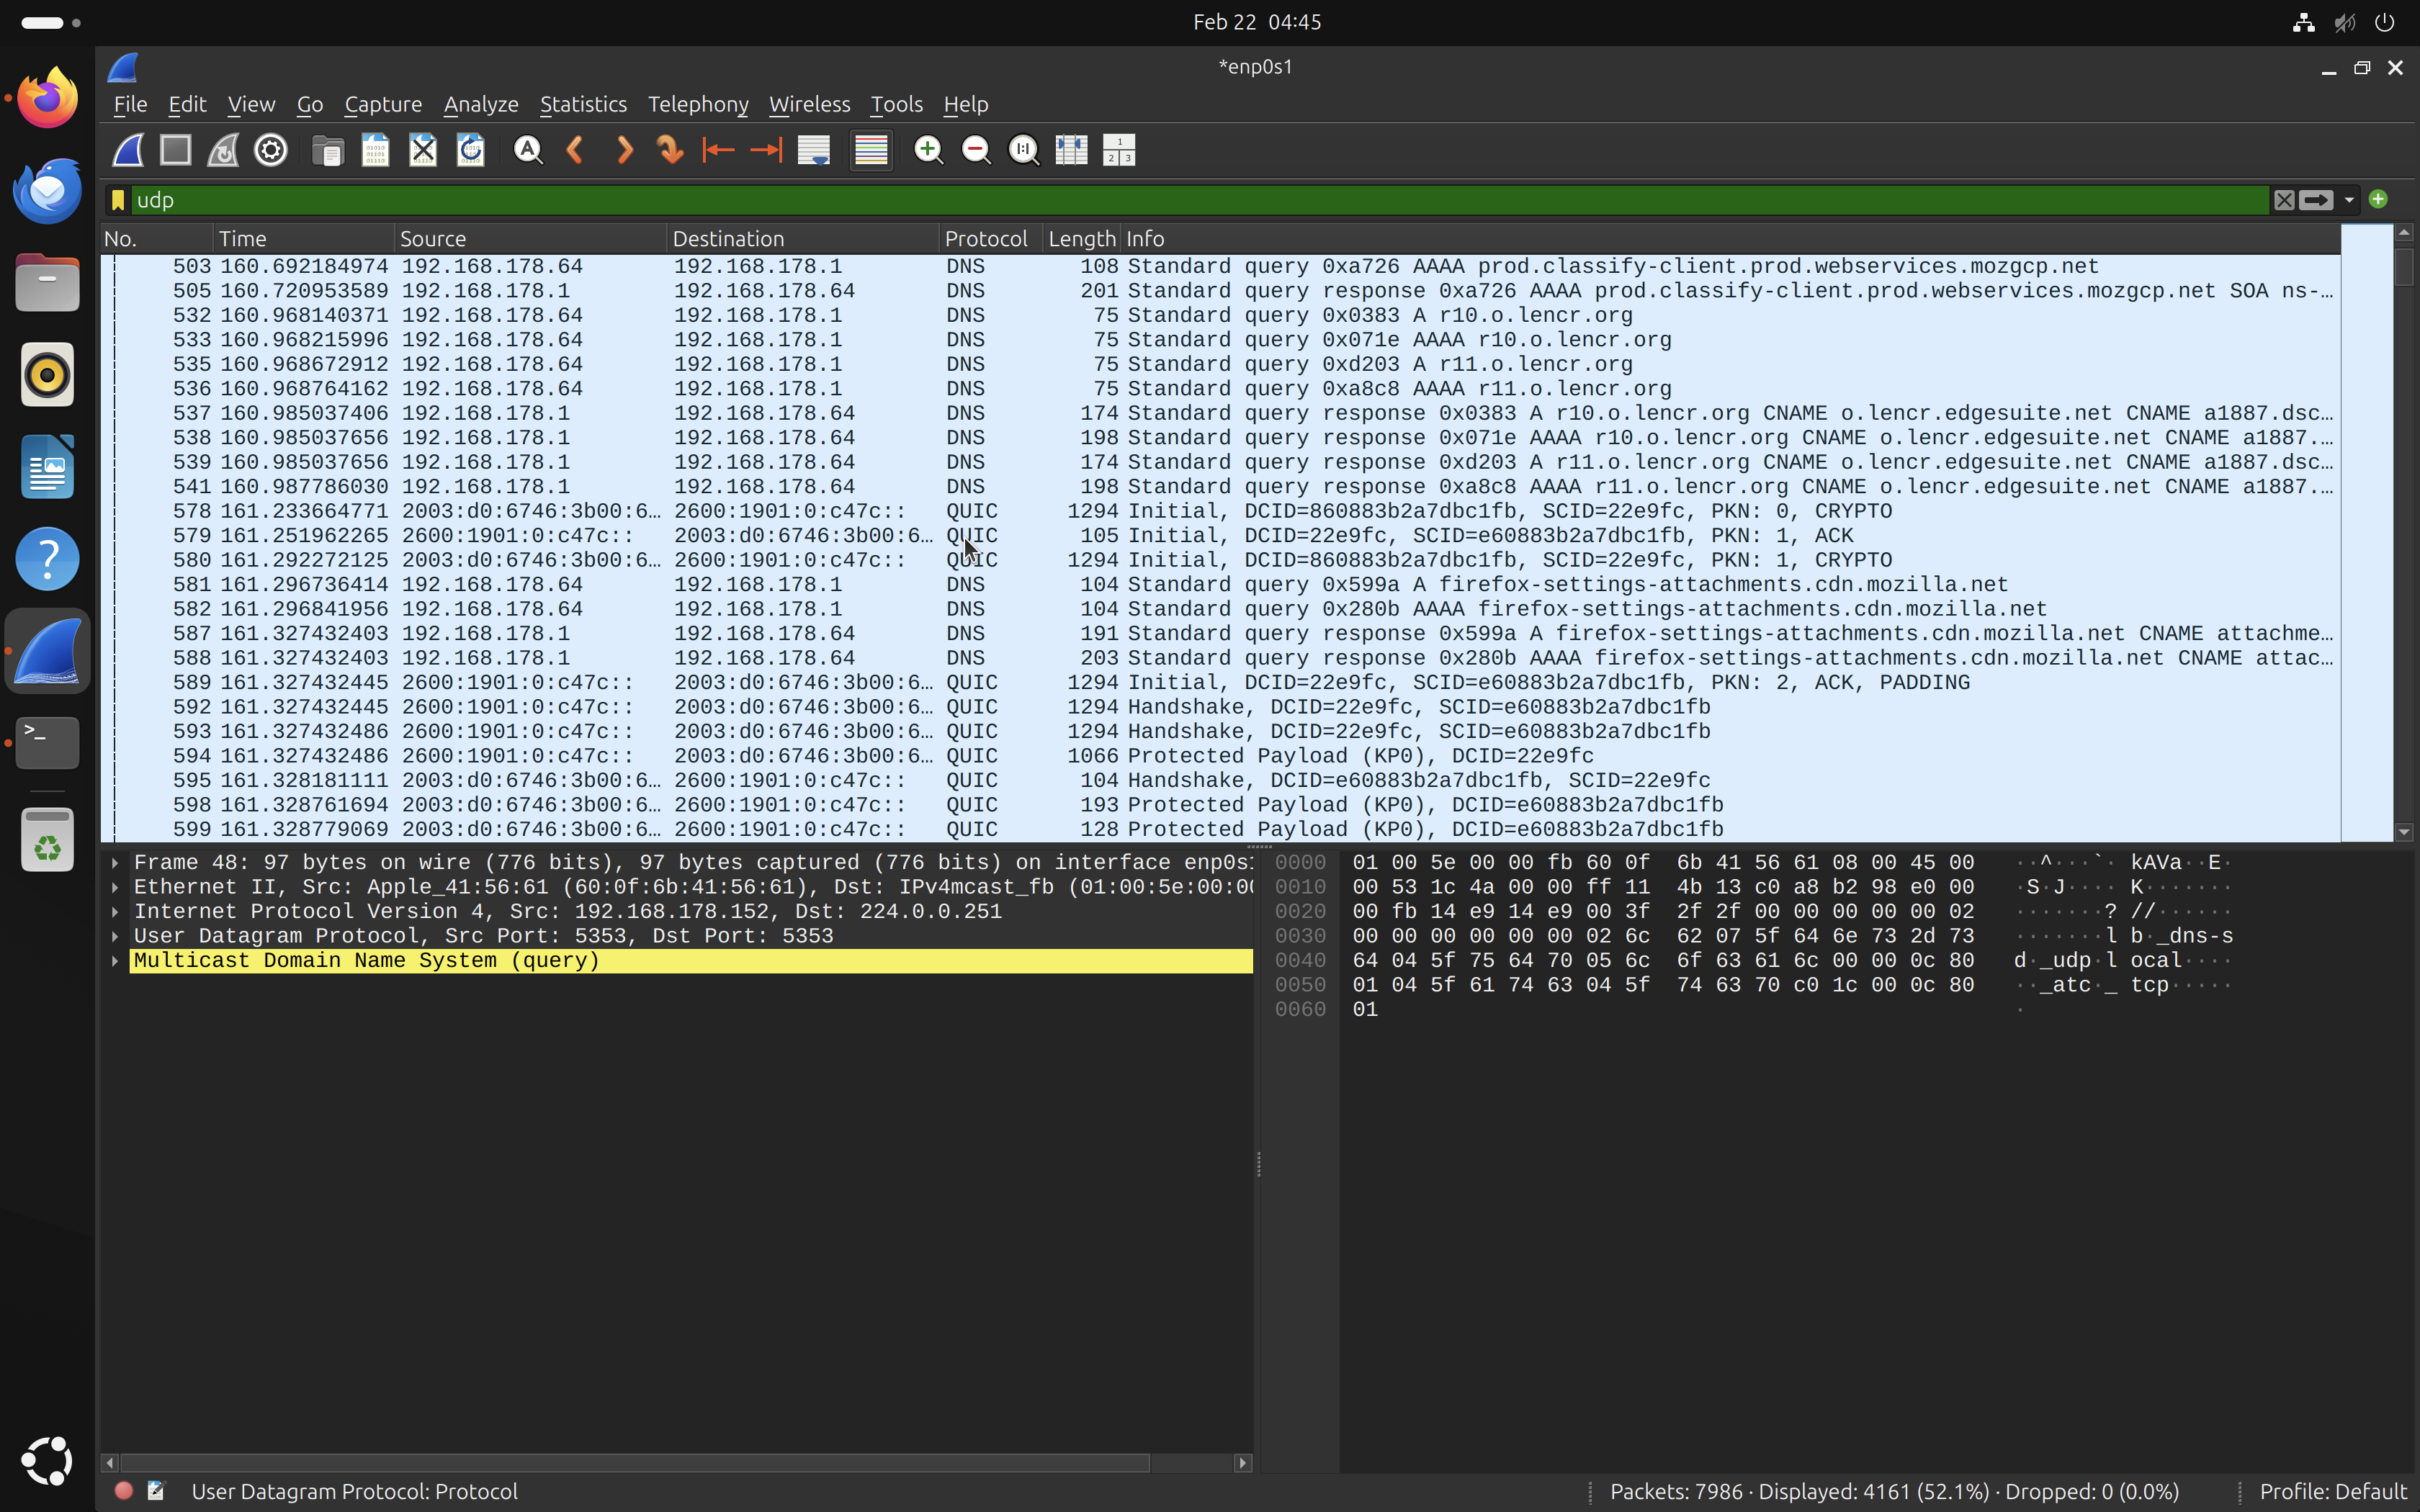 Feb 22 04:45
*enp0s1
File Edit View Go Capture Analyze Statistics Telephony Wireless Tools Help
udp
No. Time Source Destination Protocol Length Info
503 160.692184974 192.168.178.64 192.168.178.1 DNS 108 Standard query 0xa726 AAAA prod.classify-client.prod.webservices.mozgcp.net
505 160.720953589 192.168.178.1 192.168.178.64 DNS 201 Standard query response 0xa726 AAAA prod.classify-client.prod.webservices.mozgcp.net SOA ns-…
532 160.968140371 192.168.178.64 192.168.178.1 DNS 75 Standard query 0x0383 A r10.o.lencr.org
533 160.968215996 192.168.178.64 192.168.178.1 DNS 75 Standard query 0x071e AAAA r10.o.lencr.org
535 160.968672912 192.168.178.64 192.168.178.1 DNS 75 Standard query 0xd203 A r11.o.lencr.org
536 160.968764162 192.168.178.64 192.168.178.1 DNS 75 Standard query 0xa8c8 AAAA r11.o.lencr.org
537 160.985037406 192.168.178.1 192.168.178.64 DNS 174 Standard query response 0x0383 A r10.o.lencr.org CNAME o.lencr.edgesuite.net CNAME a1887.dsc…
538 160.985037656 192.168.178.1 192.168.178.64 DNS 198 Standard query response 0x071e AAAA r10.o.lencr.org CNAME o.lencr.edgesuite.net CNAME a1887.…
539 160.985037656 192.168.178.1 192.168.178.64 DNS 174 Standard query response 0xd203 A r11.o.lencr.org CNAME o.lencr.edgesuite.net CNAME a1887.dsc…
541 160.987786030 192.168.178.1 192.168.178.64 DNS 198 Standard query response 0xa8c8 AAAA r11.o.lencr.org CNAME o.lencr.edgesuite.net CNAME a1887.…
578 161.233664771 2003:d0:6746:3b00:6… 2600:1901:0:c47c:: QUIC 1294 Initial, DCID=860883b2a7dbc1fb, SCID=22e9fc, PKN: 0, CRYPTO
579 161.251962265 2600:1901:0:c47c:: 2003:d0:6746:3b00:6… QUIC 105 Initial, DCID=22e9fc, SCID=e60883b2a7dbc1fb, PKN: 1, ACK
580 161.292272125 2003:d0:6746:3b00:6… 2600:1901:0:c47c:: QUIC 1294 Initial, DCID=860883b2a7dbc1fb, SCID=22e9fc, PKN: 1, CRYPTO
581 161.296736414 192.168.178.64 192.168.178.1 DNS 104 Standard query 0x599a A firefox-settings-attachments.cdn.mozilla.net
582 161.296841956 192.168.178.64 192.168.178.1 DNS 104 Standard query 0x280b AAAA firefox-settings-attachments.cdn.mozilla.net
587 161.327432403 192.168.178.1 192.168.178.64 DNS 191 Standard query response 0x599a A firefox-settings-attachments.cdn.mozilla.net CNAME attachme…
588 161.327432403 192.168.178.1 192.168.178.64 DNS 203 Standard query response 0x280b AAAA firefox-settings-attachments.cdn.mozilla.net CNAME attac…
589 161.327432445 2600:1901:0:c47c:: 2003:d0:6746:3b00:6… QUIC 1294 Initial, DCID=22e9fc, SCID=e60883b2a7dbc1fb, PKN: 2, ACK, PADDING
592 161.327432445 2600:1901:0:c47c:: 2003:d0:6746:3b00:6… QUIC 1294 Handshake, DCID=22e9fc, SCID=e60883b2a7dbc1fb
593 161.327432486 2600:1901:0:c47c:: 2003:d0:6746:3b00:6… QUIC 1294 Handshake, DCID=22e9fc, SCID=e60883b2a7dbc1fb
594 161.327432486 2600:1901:0:c47c:: 2003:d0:6746:3b00:6… QUIC 1066 Protected Payload (KP0), DCID=22e9fc
595 161.328181111 2003:d0:6746:3b00:6… 2600:1901:0:c47c:: QUIC 104 Handshake, DCID=e60883b2a7dbc1fb, SCID=22e9fc
598 161.328761694 2003:d0:6746:3b00:6… 2600:1901:0:c47c:: QUIC 193 Protected Payload (KP0), DCID=e60883b2a7dbc1fb
599 161.328779069 2003:d0:6746:3b00:6… 2600:1901:0:c47c:: QUIC 128 Protected Payload (KP0), DCID=e60883b2a7dbc1fb
Frame 48: 97 bytes on wire (776 bits), 97 bytes captured (776 bits) on interface enp0s1
Ethernet II, Src: Apple_41:56:61 (60:0f:6b:41:56:61), Dst: IPv4mcast_fb (01:00:5e:00:00
Internet Protocol Version 4, Src: 192.168.178.152, Dst: 224.0.0.251
User Datagram Protocol, Src Port: 5353, Dst Port: 5353
Multicast Domain Name System (query)
0000 01 00 5e 00 00 fb 60 0f 6b 41 56 61 08 00 45 00 ··^···`· kAVa··E·
0010 00 53 1c 4a 00 00 ff 11 4b 13 c0 a8 b2 98 e0 00 ·S·J···· K·······
0020 00 fb 14 e9 14 e9 00 3f 2f 2f 00 00 00 00 00 02 ·······? //······
0030 00 00 00 00 00 00 02 6c 62 07 5f 64 6e 73 2d 73 ·······l b·_dns-s
0040 64 04 5f 75 64 70 05 6c 6f 63 61 6c 00 00 0c 80 d·_udp·l ocal····
0050 01 04 5f 61 74 63 04 5f 74 63 70 c0 1c 00 0c 80 ··_atc·_ tcp·····
0060 01 ·
User Datagram Protocol: Protocol
Packets: 7986 · Displayed: 4161 (52.1%) · Dropped: 0 (0.0%)
Profile: Default